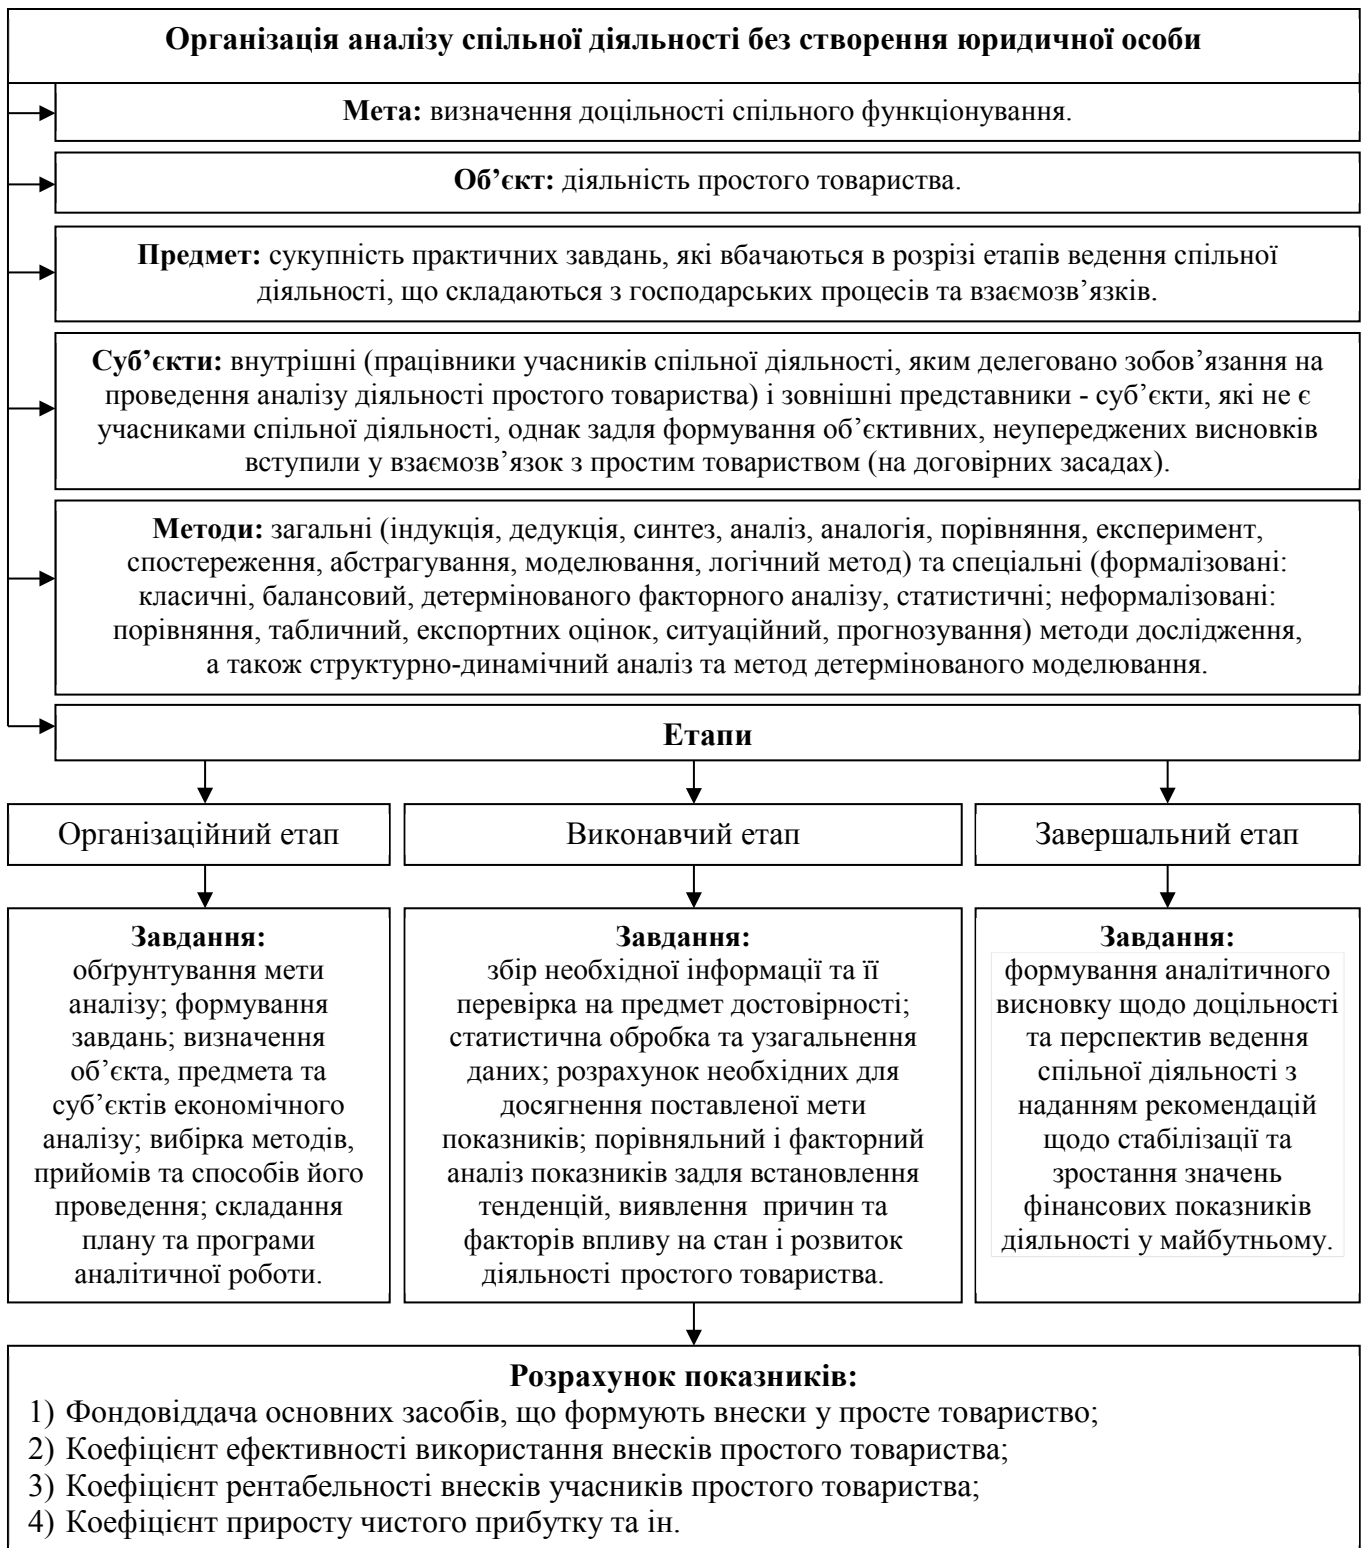 Організація аналізу спільної діяльності без створення юридичної особи
Мета: визначення доцільності спільного функціонування.
Об’єкт: діяльність простого товариства.
Предмет: сукупність практичних завдань, які вбачаються в розрізі етапів ведення спільної
діяльності, що складаються з господарських процесів та взаємозв’язків.
Суб’єкти: внутрішні (працівники учасників спільної діяльності, яким делеговано зобов’язання на
проведення аналізу діяльності простого товариства) і зовнішні представники - суб’єкти, які не є
учасниками спільної діяльності, однак задля формування об’єктивних, неупереджених висновків
вступили у взаємозв’язок з простим товариством (на договірних засадах).
Методи: загальні (індукція, дедукція, синтез, аналіз, аналогія, порівняння, експеримент,
спостереження, абстрагування, моделювання, логічний метод) та спеціальні (формалізовані:
класичні, балансовий, детермінованого факторного аналізу, статистичні; неформалізовані:
порівняння, табличний, експортних оцінок, ситуаційний, прогнозування) методи дослідження,
а також структурно-динамічний аналіз та метод детермінованого моделювання.
Етапи
Організаційний етап
Виконавчий етап
Завершальний етап
Завдання:
обґрунтування мети
аналізу; формування
завдань; визначення
об’єкта, предмета та
суб’єктів економічного
аналізу; вибірка методів,
прийомів та способів його
проведення; складання
плану та програми
аналітичної роботи.
Завдання:
збір необхідної інформації та її
перевірка на предмет достовірності;
статистична обробка та узагальнення
даних; розрахунок необхідних для
досягнення поставленої мети
показників; порівняльний і факторний
аналіз показників задля встановлення
тенденцій, виявлення  причин та
факторів впливу на стан і розвиток
діяльності простого товариства.
Завдання:
формування аналітичного
висновку щодо доцільності
та перспектив ведення
спільної діяльності з
наданням рекомендацій
щодо стабілізації та
зростання значень
фінансових показників
діяльності у майбутньому.
Розрахунок показників:
1) Фондовіддача основних засобів, що формують внески у просте товариство;
2) Коефіцієнт ефективності використання внесків простого товариства;
3) Коефіцієнт рентабельності внесків учасників простого товариства;
4) Коефіцієнт приросту чистого прибутку та ін.